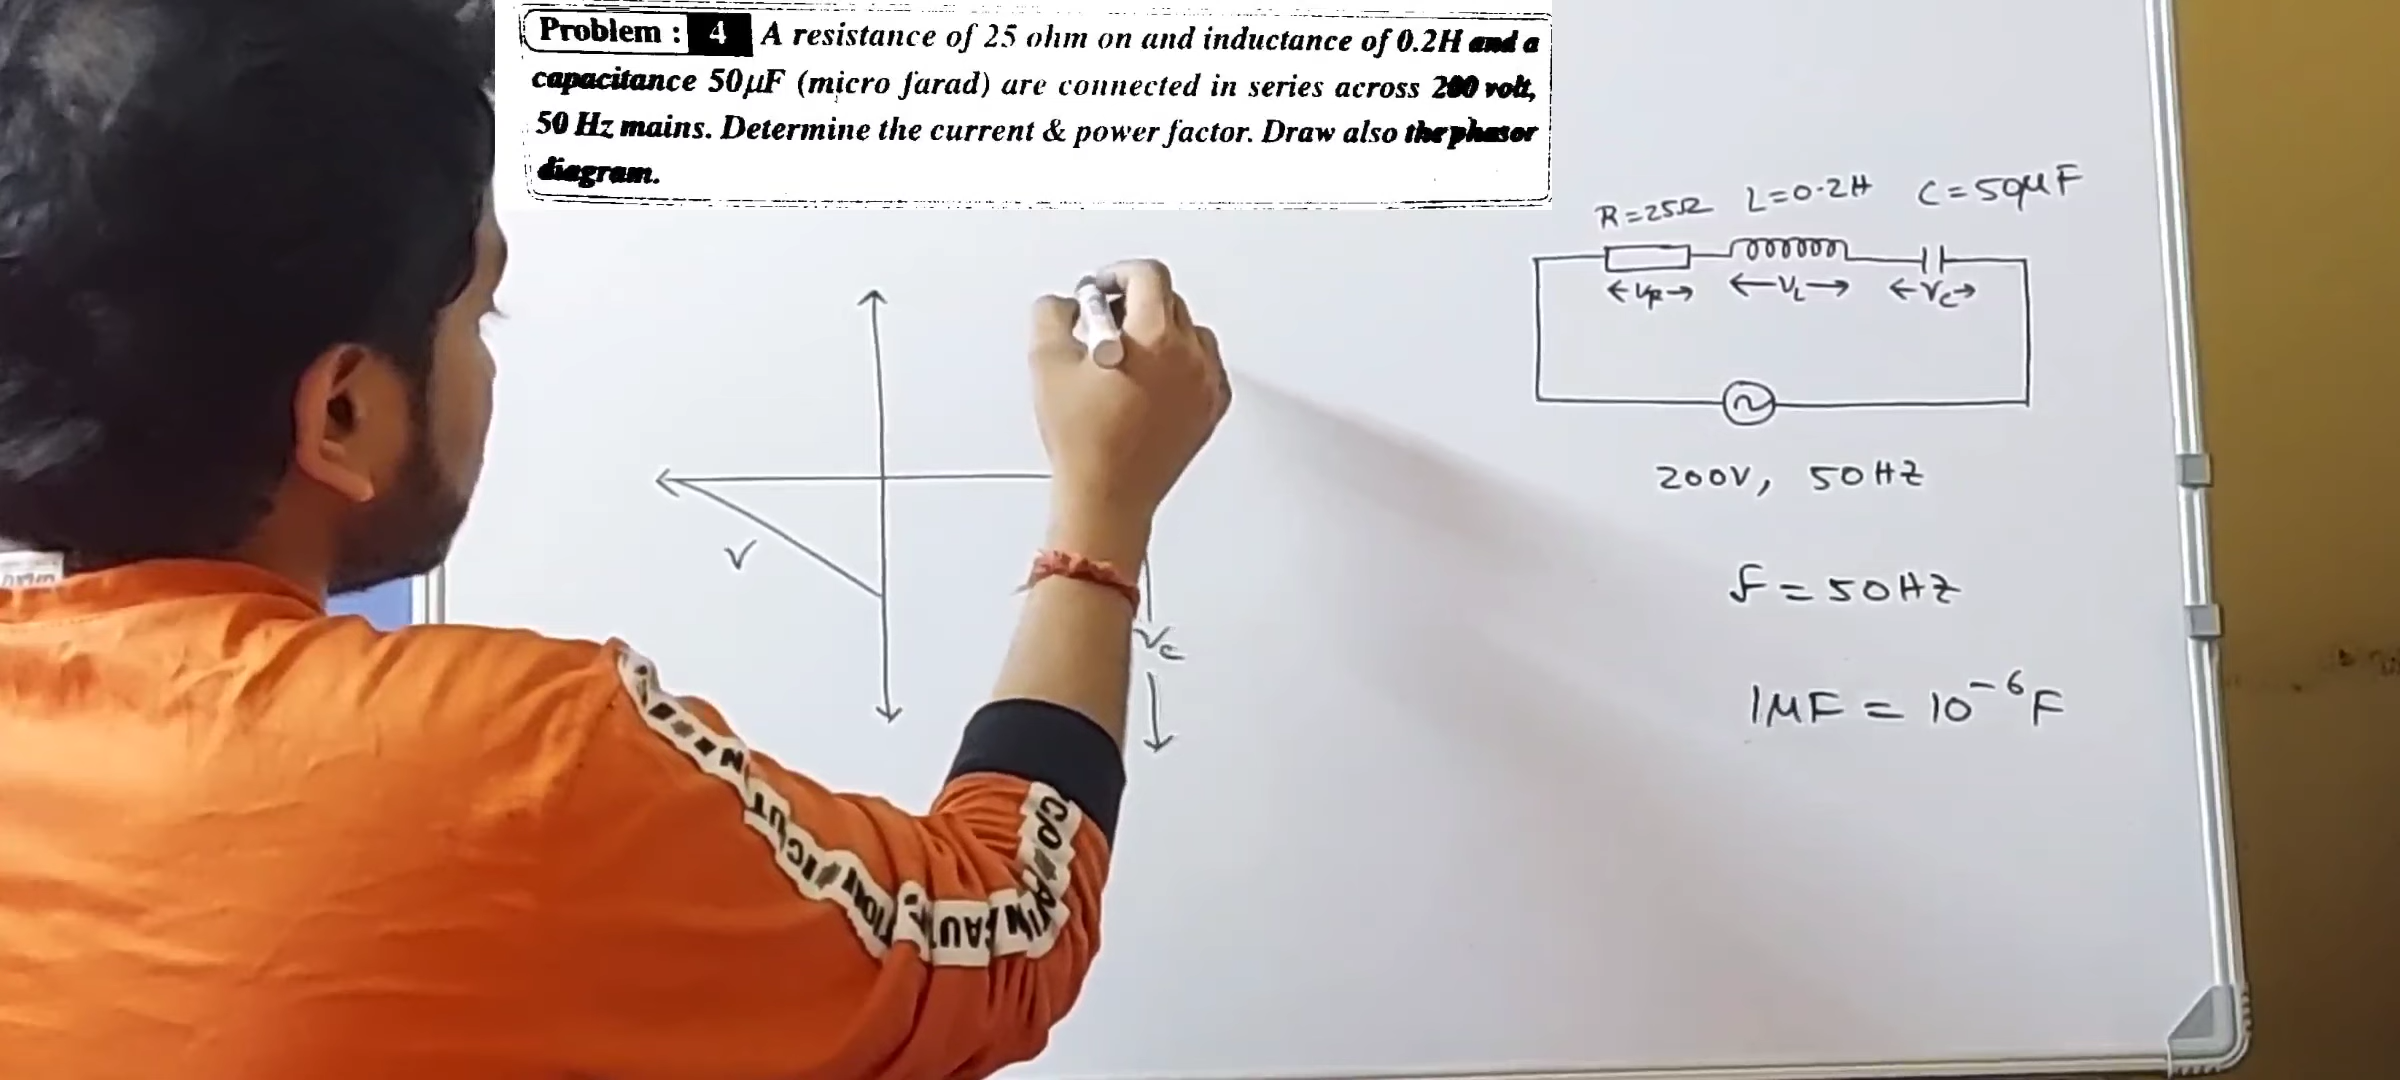 Problem : 4 A resistance of 25 ohm on and inductance of 0.2H and a
capacitance 50µF (micro farad) are connected in series across 200 volt,
50 Hz mains. Determine the current & power factor. Draw also the phasor
diagram.
R=25Ω L=0.2H C=50µF
VR VL VC
200V, 50HZ
f=50HZ
1µF = 10⁻⁶F
V
VC